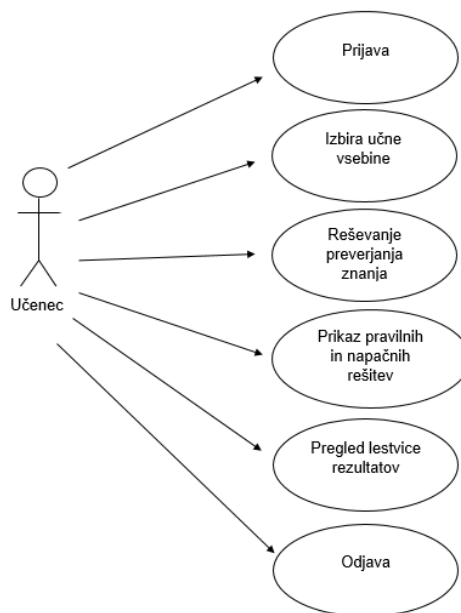 Prijava
Izbira učne
vsebine
Reševanje
preverjanja
znanja
Učenec
Prikaz pravilnih
in napačnih
rešitev
Pregled lestvice
rezultatov
Odjava